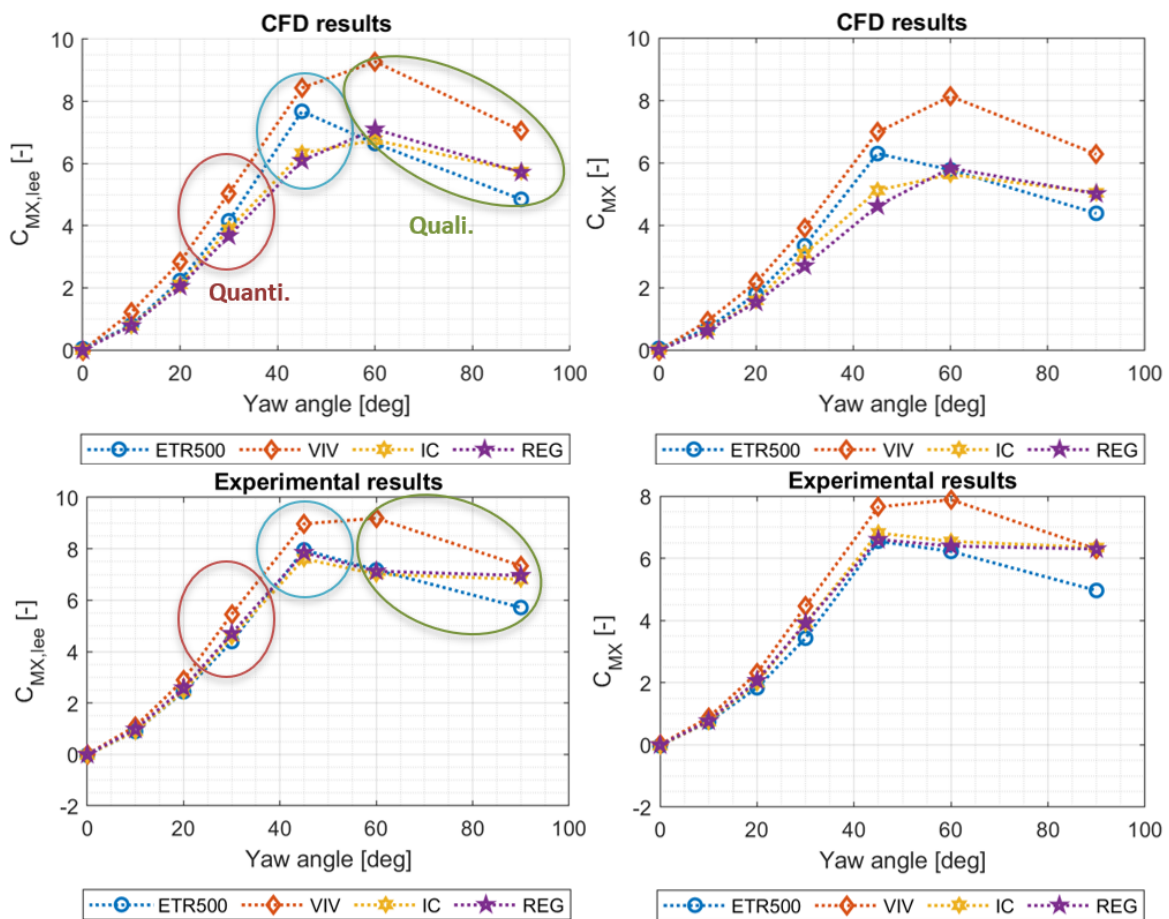 CFD results
10
8
6
4
2
0
C_MX,lee [-]
Quanti.
Quali.
0 20 40 60 80 100
Yaw angle [deg]
ETR500 VIV IC REG
CFD results
10
8
6
4
2
0
C_MX [-]
0 20 40 60 80 100
Yaw angle [deg]
ETR500 VIV IC REG
Experimental results
10
8
6
4
2
0
-2
C_MX,lee [-]
0 20 40 60 80 100
Yaw angle [deg]
ETR500 VIV IC REG
Experimental results
8
6
4
2
0
-2
C_MX [-]
0 20 40 60 80 100
Yaw angle [deg]
ETR500 VIV IC REG